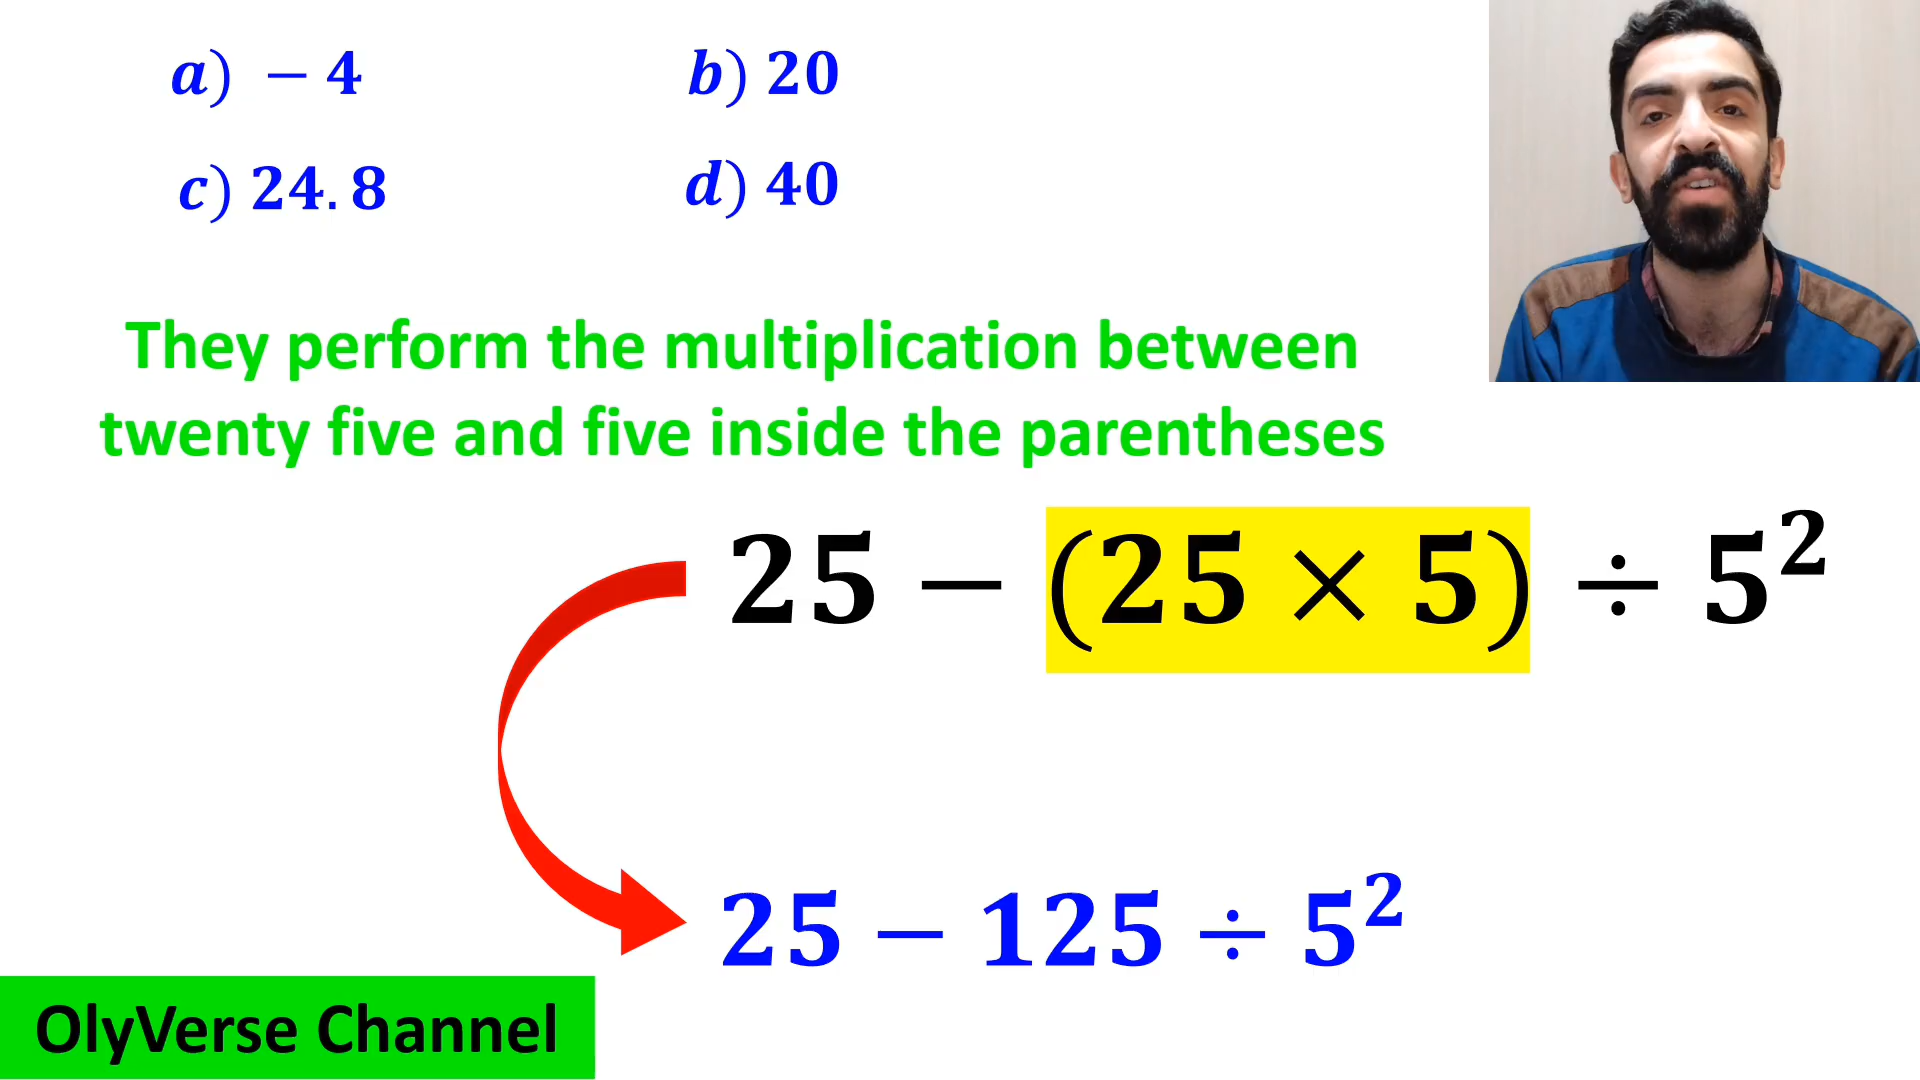 a) − 4
b) 20
c) 24.8
d) 40
They perform the multiplication between
twenty five and five inside the parentheses
25 − (25 × 5) ÷ 5²
25 − 125 ÷ 5²
OlyVerse Channel